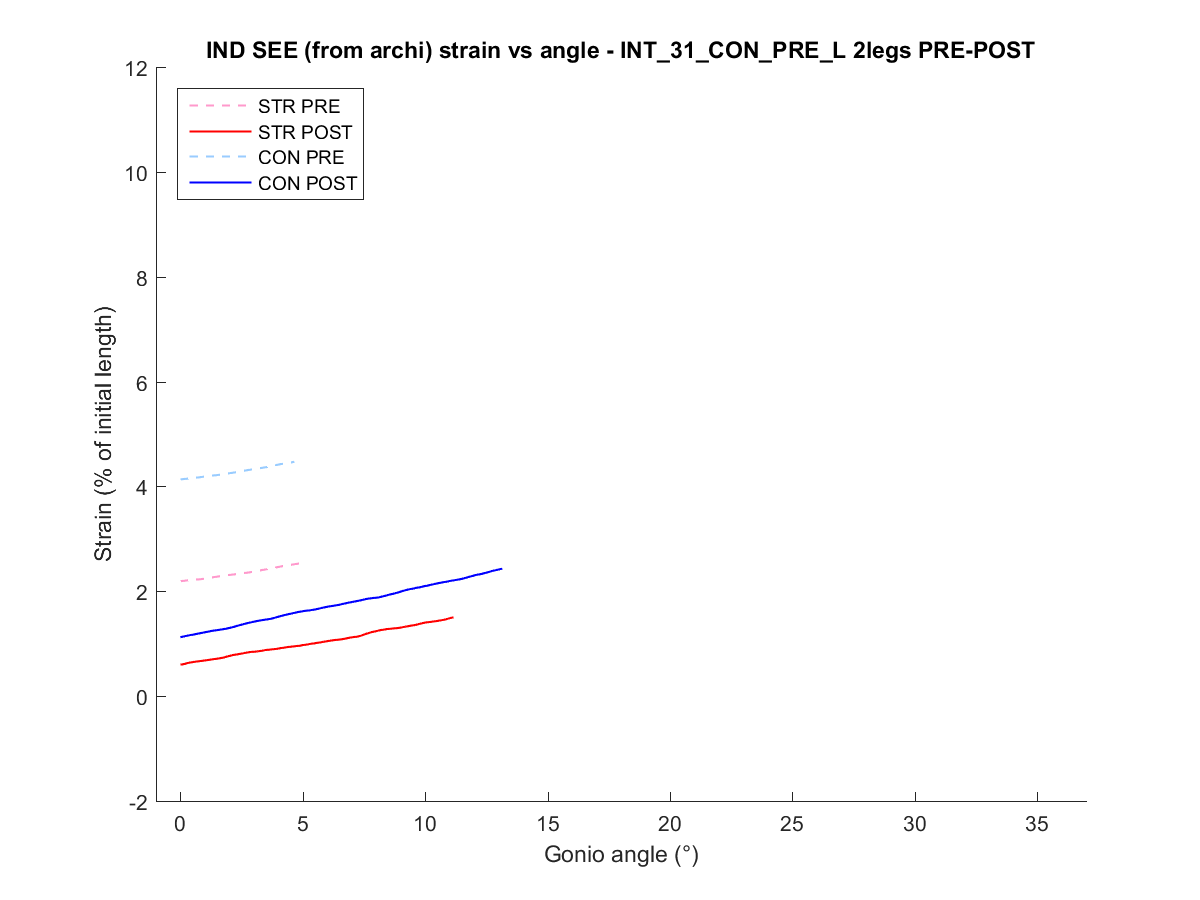 IND SEE (from archi) strain vs angle - INT_31_CON_PRE_L 2legs PRE-POST
12
10
8
6
4
2
0
-2
STR PRE
STR POST
CON PRE
CON POST
Strain (% of initial length)
0 5 10 15 20 25 30 35
Gonio angle (°)